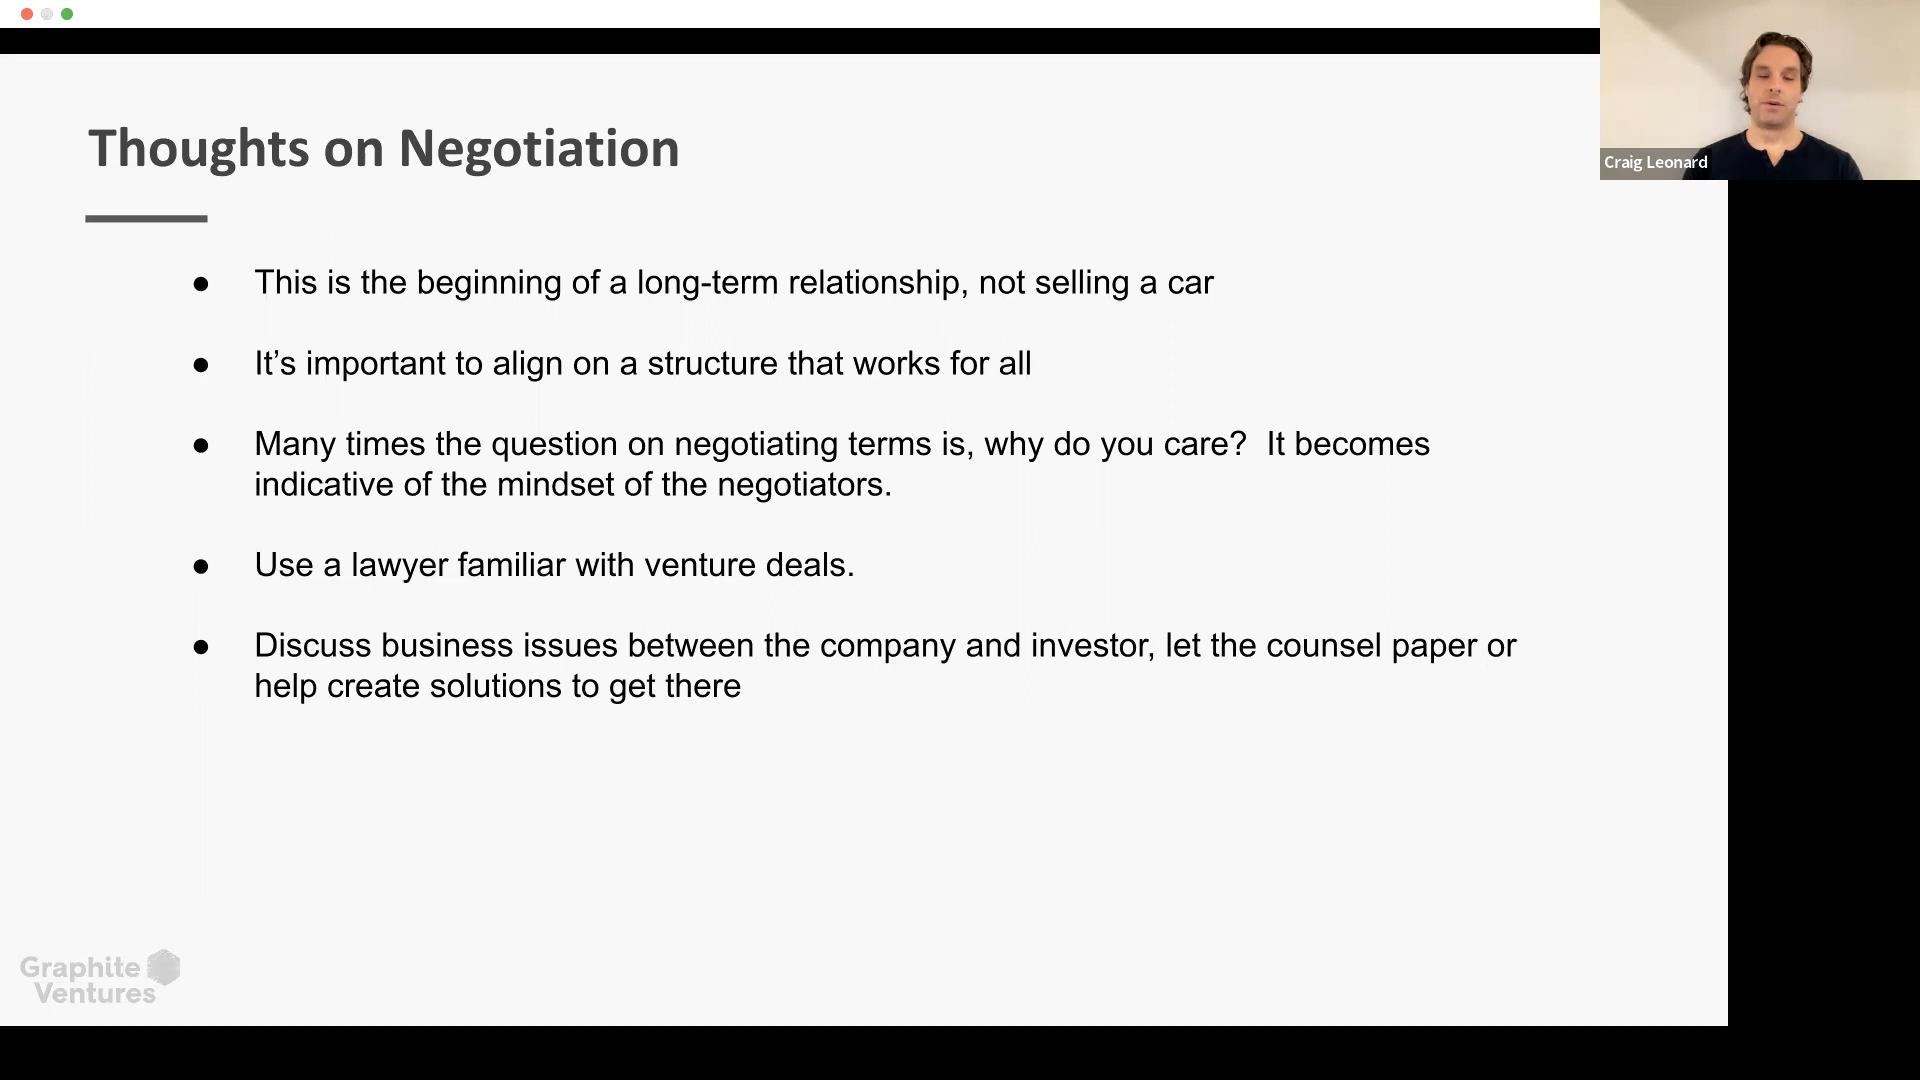 Thoughts on Negotiation
Craig Leonard
● This is the beginning of a long-term relationship, not selling a car
● It’s important to align on a structure that works for all
● Many times the question on negotiating terms is, why do you care?  It becomes
indicative of the mindset of the negotiators.
● Use a lawyer familiar with venture deals.
● Discuss business issues between the company and investor, let the counsel paper or
help create solutions to get there
Graphite
Ventures